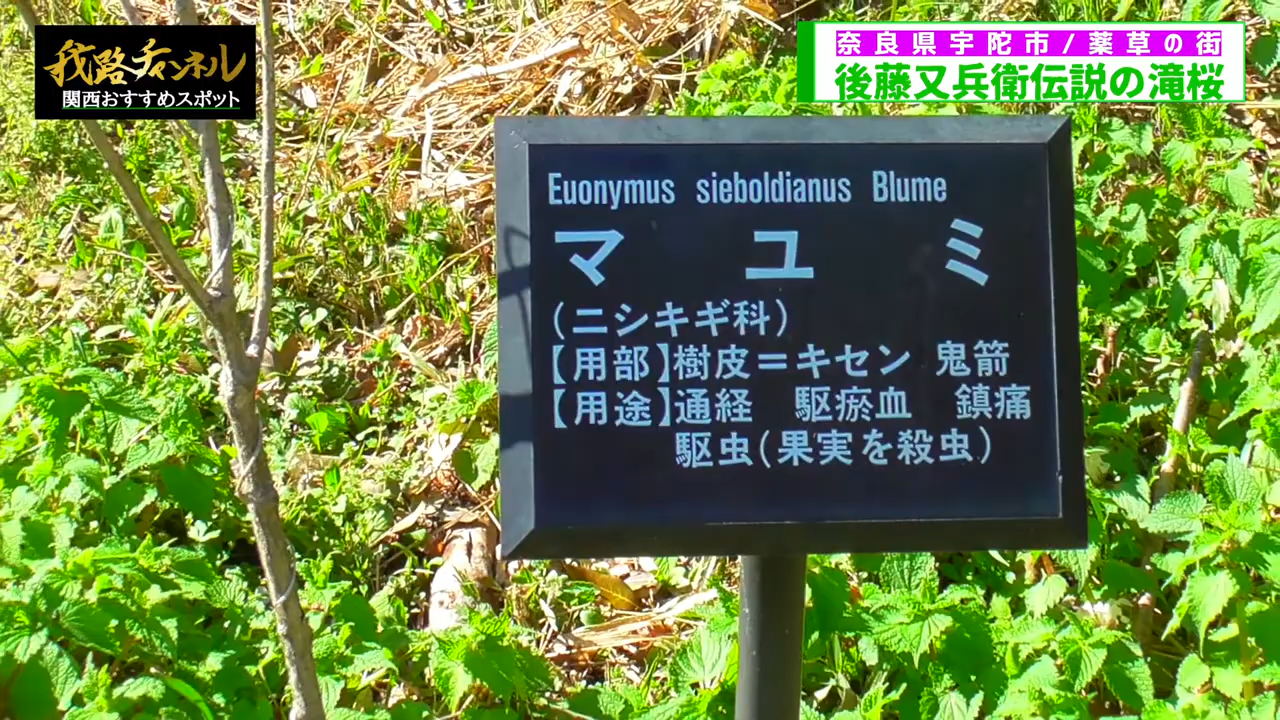 我路チャンネル
関西おすすめスポット
奈良県宇陀市/薬草の街
後藤又兵衛伝説の滝桜
Euonymus sieboldianus Blume
マユミ
(ニシキギ科)
【用部】樹皮=キセン 鬼箭
【用途】通経 駆瘀血 鎮痛
駆虫(果実を殺虫)